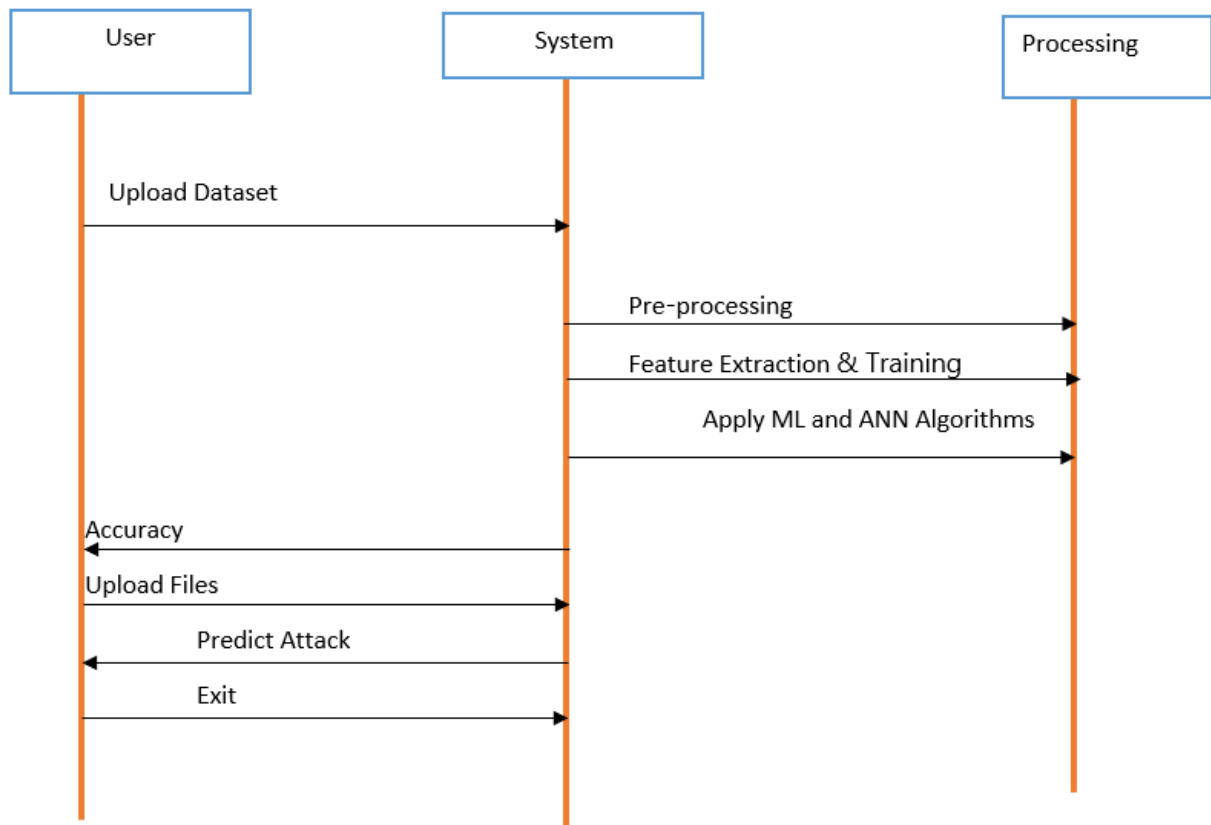 User
System
Processing
Upload Dataset
Pre-processing
Feature Extraction & Training
Apply ML and ANN Algorithms
Accuracy
Upload Files
Predict Attack
Exit